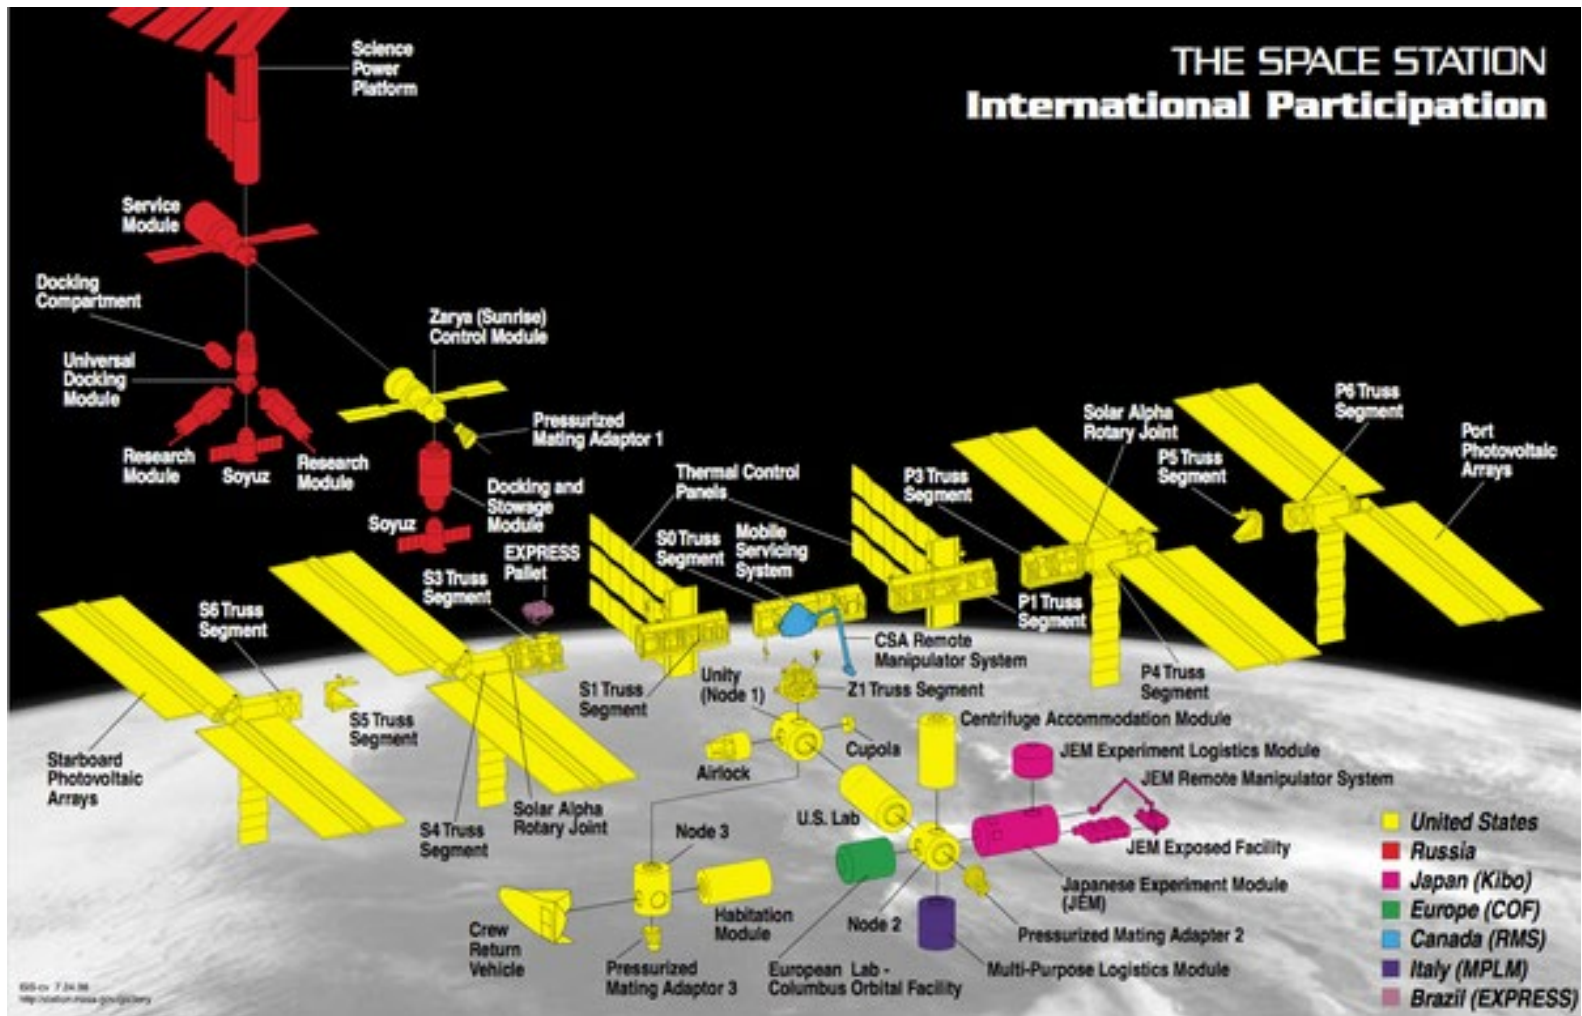 THE SPACE STATION
International Participation
Science
Power
Platform
Service
Module
Docking
Compartment
Universal
Docking
Module
Research
Module
Soyuz
Research
Module
Zarya (Sunrise)
Control Module
Pressurized
Mating Adaptor 1
Docking and
Stowage
Module
Soyuz
EXPRESS
Pallet
Thermal Control
Panels
S0 Truss
Segment
Mobile
Servicing
System
P3 Truss
Segment
Solar Alpha
Rotary Joint
P5 Truss
Segment
P6 Truss
Segment
Port
Photovoltaic
Arrays
S3 Truss
Segment
S6 Truss
Segment
P1 Truss
Segment
CSA Remote
Manipulator System
P4 Truss
Segment
Z1 Truss Segment
Unity
(Node 1)
S1 Truss
Segment
S5 Truss
Segment
Starboard
Photovoltaic
Arrays
S4 Truss
Segment
Solar Alpha
Rotary Joint
Airlock
Cupola
Centrifuge Accommodation Module
JEM Experiment Logistics Module
JEM Remote Manipulator System
U.S. Lab
Node 3
JEM Exposed Facility
Japanese Experiment Module
(JEM)
Habitation
Module
Node 2
Pressurized Mating Adapter 2
Crew
Return
Vehicle
Pressurized
Mating Adaptor 3
European Lab -
Columbus Orbital Facility
Multi-Purpose Logistics Module
United States
Russia
Japan (Kibo)
Europe (COF)
Canada (RMS)
Italy (MPLM)
Brazil (EXPRESS)